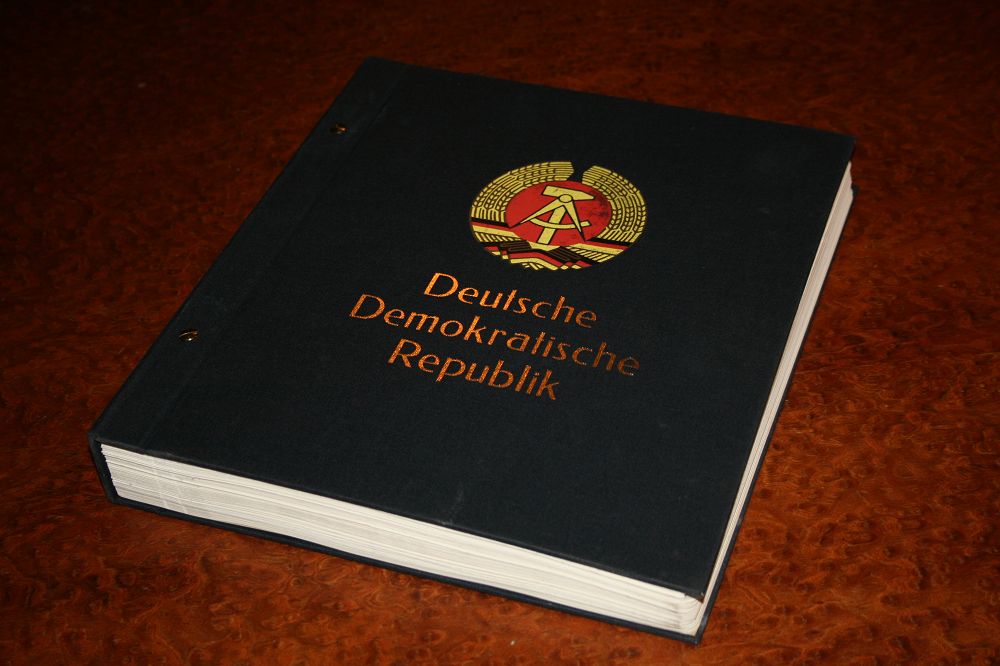 Deutsche
Demokratische
Republik